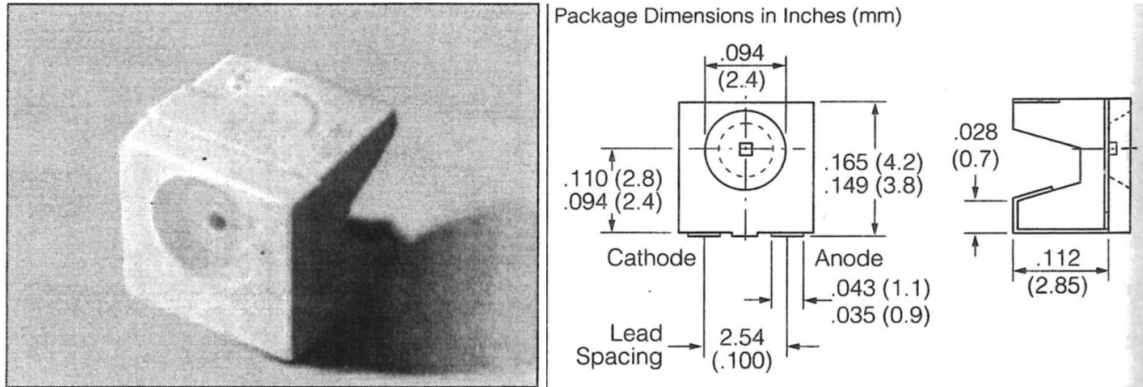 Package Dimensions in Inches (mm)
.094
(2.4)
.028
(0.7)
.110 (2.8)
.094 (2.4)
.165 (4.2)
.149 (3.8)
Cathode
Anode
.112
(2.85)
.043 (1.1)
.035 (0.9)
Lead
Spacing
2.54
(.100)